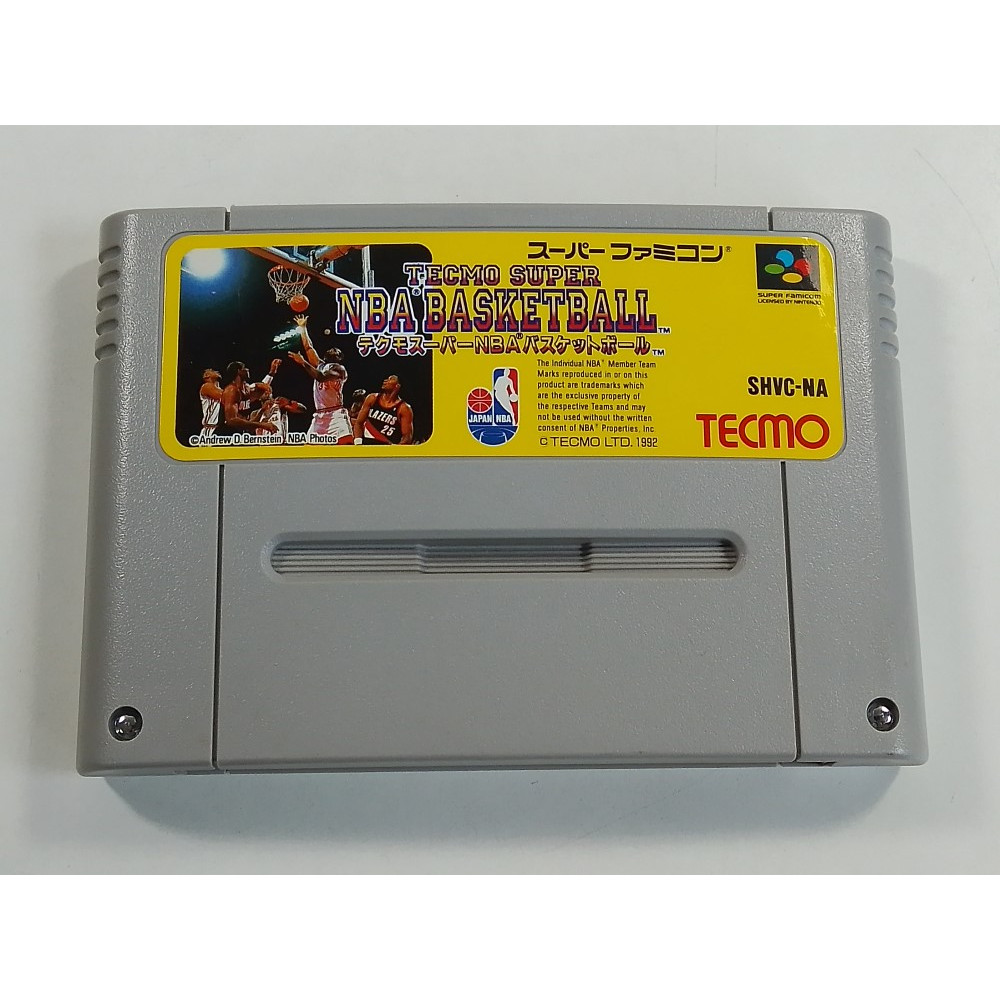 スーパーファミコン®
TECMO SUPER
NBA® BASKETBALL™
テクモスーパーNBA®バスケットボール™
SUPER FAMICOM
LICENSED BY NINTENDO
The Individual NBA® Member Team
Marks reproduced in or on this
product are trademarks which
are the exclusive property of
the respective Teams and may
not be used without the written
consent of NBA® Properties, Inc.
© TECMO LTD. 1992
JAPAN NBA
SHVC-NA
TECMO
LAZERS
25
©Andrew D. Bernstein, NBA Photos